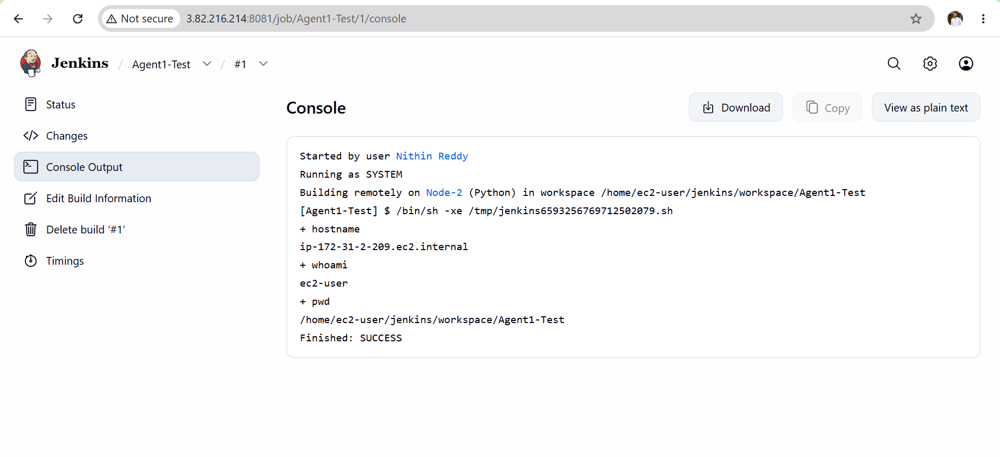 Not secure 3.82.216.214:8081/job/Agent1-Test/1/console
Jenkins / Agent1-Test / #1
Status
Changes
Console Output
Edit Build Information
Delete build ‘#1’
Timings
Console
Download
Copy
View as plain text
Started by user Nithin Reddy
Running as SYSTEM
Building remotely on Node-2 (Python) in workspace /home/ec2-user/jenkins/workspace/Agent1-Test
[Agent1-Test] $ /bin/sh -xe /tmp/jenkins6593256769712502079.sh
+ hostname
ip-172-31-2-209.ec2.internal
+ whoami
ec2-user
+ pwd
/home/ec2-user/jenkins/workspace/Agent1-Test
Finished: SUCCESS